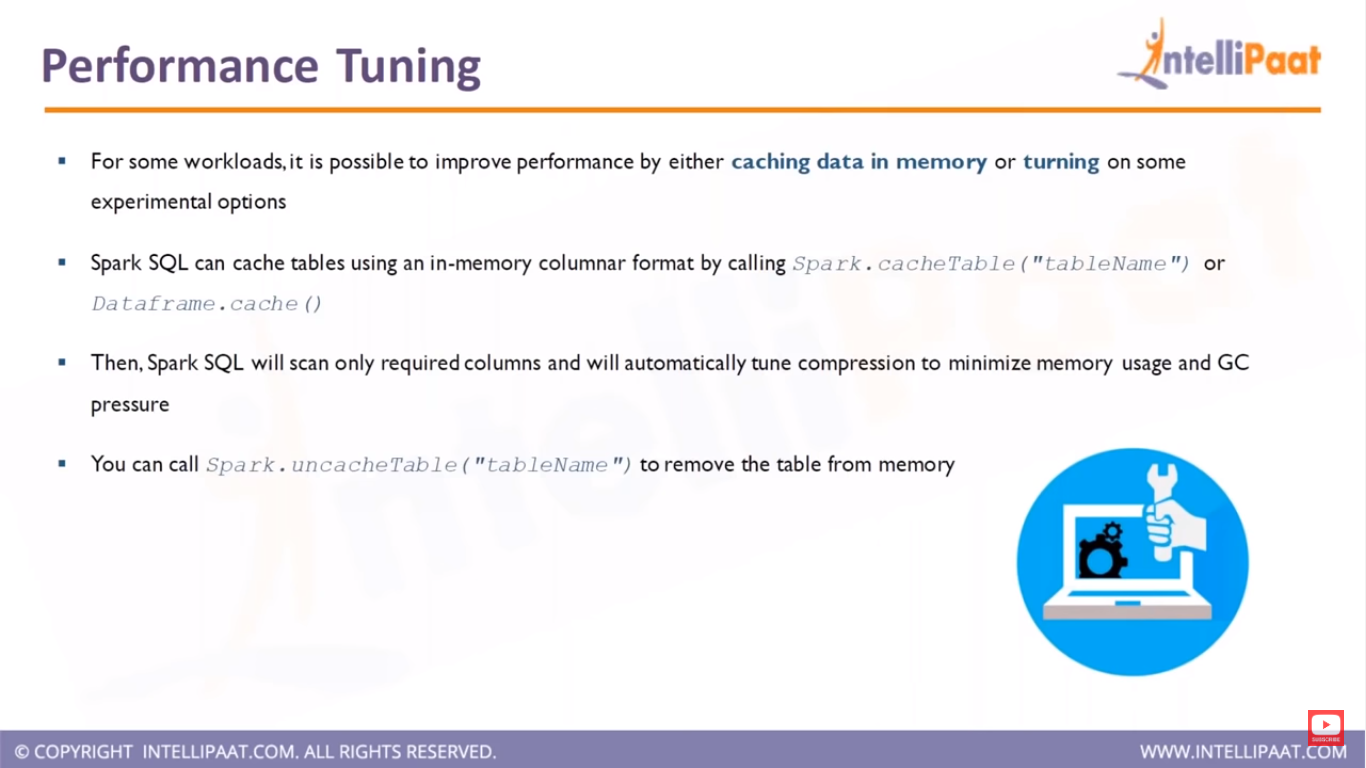 Performance Tuning
IntelliPaat
▪ For some workloads, it is possible to improve performance by either caching data in memory or turning on some
experimental options
▪ Spark SQL can cache tables using an in-memory columnar format by calling Spark.cacheTable("tableName") or
Dataframe.cache()
▪ Then, Spark SQL will scan only required columns and will automatically tune compression to minimize memory usage and GC
pressure
▪ You can call Spark.uncacheTable("tableName") to remove the table from memory
SUBSCRIBE
© COPYRIGHT INTELLIPAAT.COM. ALL RIGHTS RESERVED.
WWW.INTELLIPAAT.COM